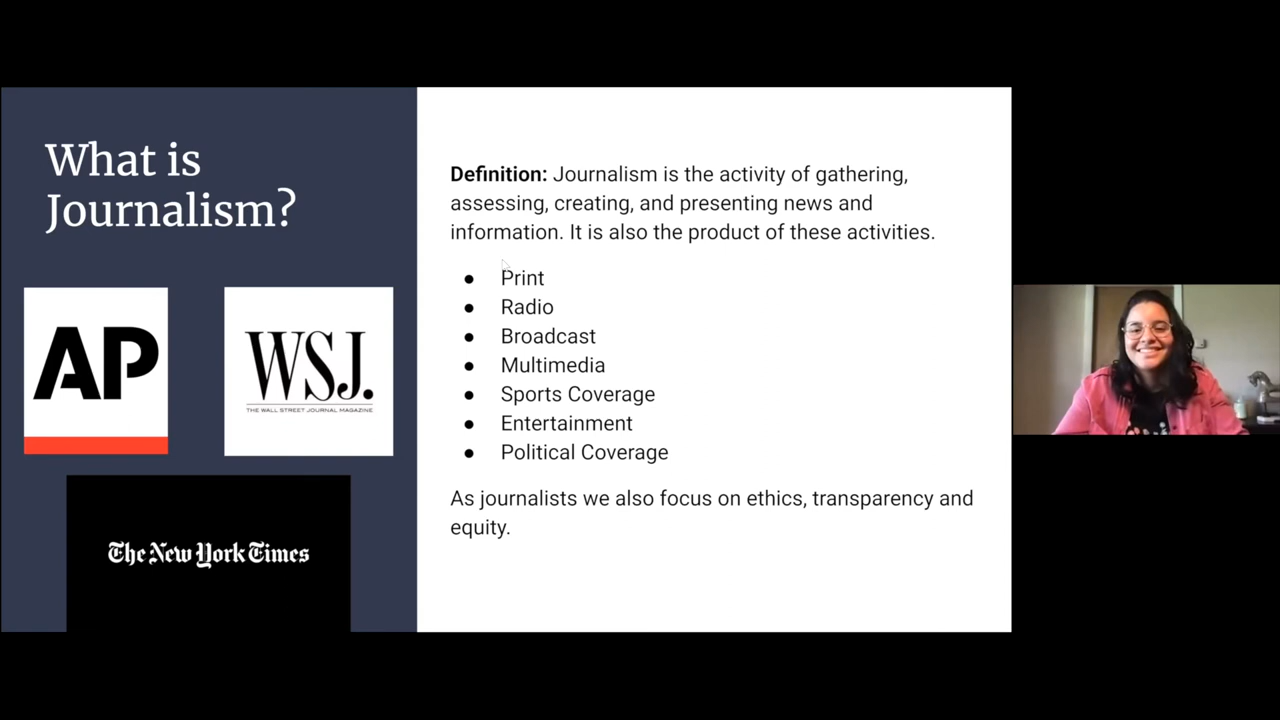 What is
Journalism?
AP
WSJ.
THE WALL STREET JOURNAL MAGAZINE
The New York Times
Definition: Journalism is the activity of gathering,
assessing, creating, and presenting news and
information. It is also the product of these activities.
● Print
● Radio
● Broadcast
● Multimedia
● Sports Coverage
● Entertainment
● Political Coverage
As journalists we also focus on ethics, transparency and
equity.